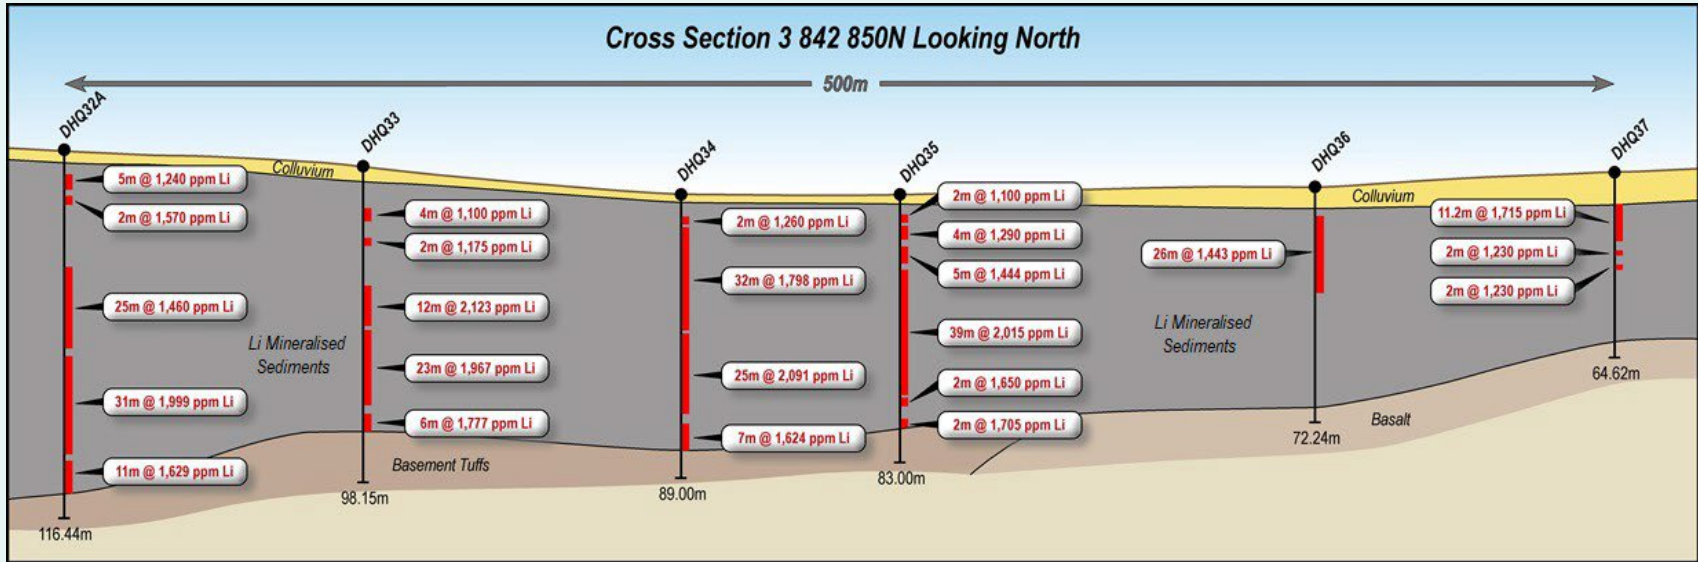 Cross Section 3 842 850N Looking North
500m
DHQ32A
DHQ33
DHQ34
DHQ35
DHQ36
DHQ37
Colluvium
Colluvium
5m @ 1,240 ppm Li
2m @ 1,570 ppm Li
25m @ 1,460 ppm Li
31m @ 1,999 ppm Li
11m @ 1,629 ppm Li
116.44m
Li Mineralised
Sediments
4m @ 1,100 ppm Li
2m @ 1,175 ppm Li
12m @ 2,123 ppm Li
23m @ 1,967 ppm Li
6m @ 1,777 ppm Li
98.15m
Basement Tuffs
2m @ 1,260 ppm Li
32m @ 1,798 ppm Li
25m @ 2,091 ppm Li
7m @ 1,624 ppm Li
89.00m
2m @ 1,100 ppm Li
4m @ 1,290 ppm Li
5m @ 1,444 ppm Li
39m @ 2,015 ppm Li
2m @ 1,650 ppm Li
2m @ 1,705 ppm Li
83.00m
26m @ 1,443 ppm Li
Li Mineralised
Sediments
72.24m
Basalt
11.2m @ 1,715 ppm Li
2m @ 1,230 ppm Li
2m @ 1,230 ppm Li
64.62m